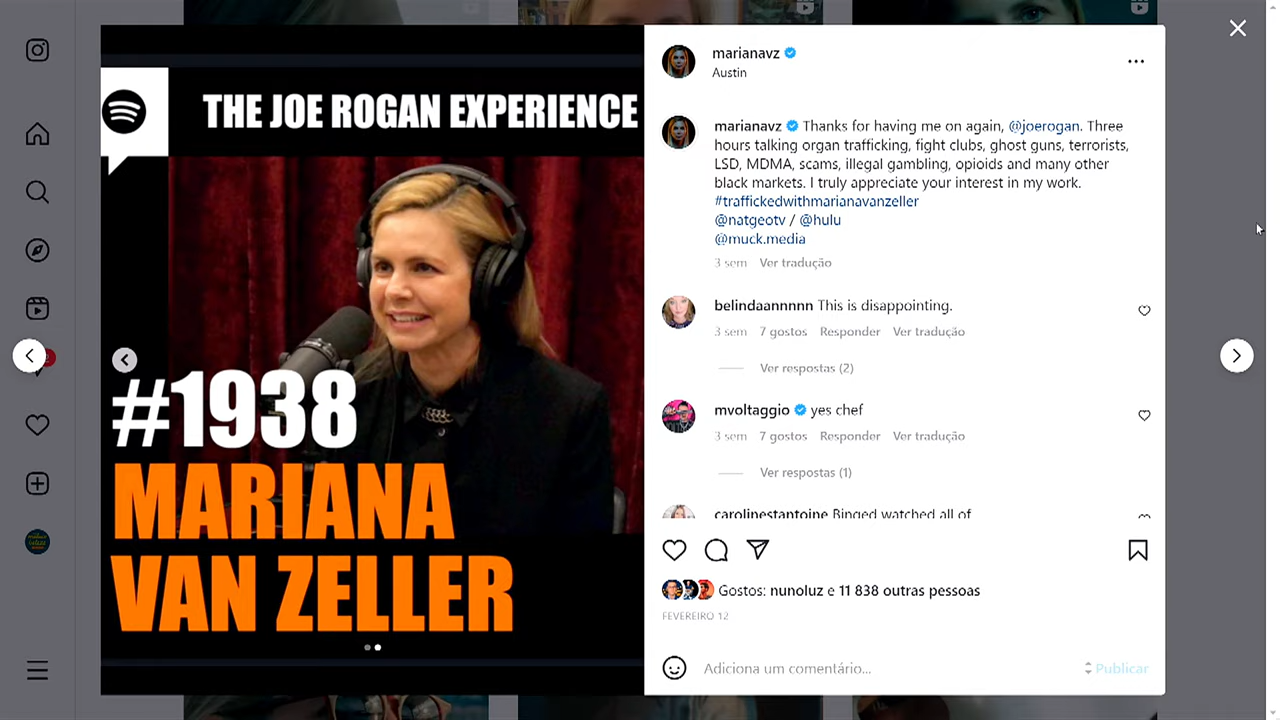 THE JOE ROGAN EXPERIENCE
#1938
MARIANA
VAN ZELLER
marianavz
Austin
marianavz Thanks for having me on again, @joerogan. Three
hours talking organ trafficking, fight clubs, ghost guns, terrorists,
LSD, MDMA, scams, illegal gambling, opioids and many other
black markets. I truly appreciate your interest in my work.
#traffickedwithmarianavanzeller
@natgeotv / @hulu
@muck.media
3 sem Ver tradução
belindaannnnn This is disappointing.
3 sem 7 gostos Responder Ver tradução
Ver respostas (2)
mvoltaggio yes chef
3 sem 7 gostos Responder Ver tradução
Ver respostas (1)
carolinestantoine Binged watched all of
Gostos: nunoluz e 11 838 outras pessoas
FEVEREIRO 12
Adiciona um comentário... Publicar